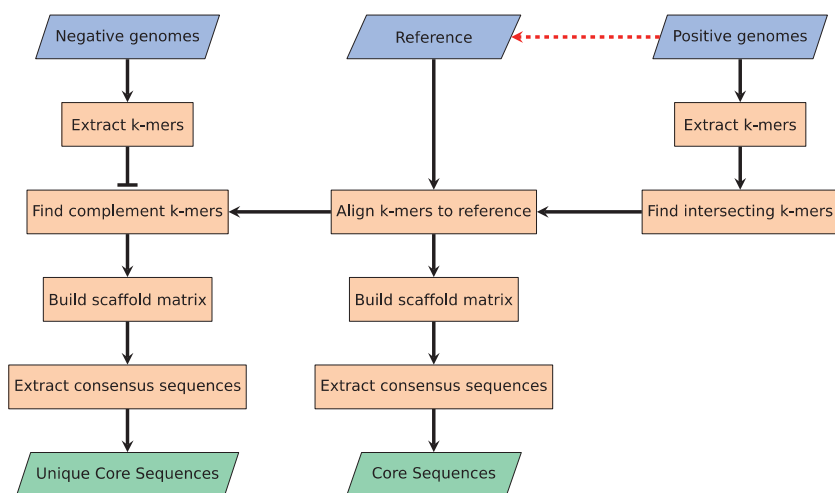 Negative genomes
Reference
Positive genomes
Extract k-mers
Extract k-mers
Find complement k-mers
Align k-mers to reference
Find intersecting k-mers
Build scaffold matrix
Build scaffold matrix
Extract consensus sequences
Extract consensus sequences
Unique Core Sequences
Core Sequences